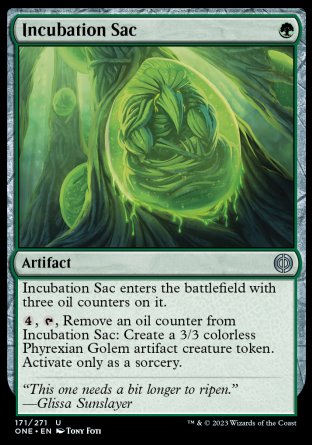 Incubation Sac
Artifact
Incubation Sac enters the battlefield with
three oil counters on it.
4, , Remove an oil counter from
Incubation Sac: Create a 3/3 colorless
Phyrexian Golem artifact creature token.
Activate only as a sorcery.
“This one needs a bit longer to ripen.”
—Glissa Sunslayer
171/271 U
ONE • EN Tony Foti
™ & © 2023 Wizards of the Coast